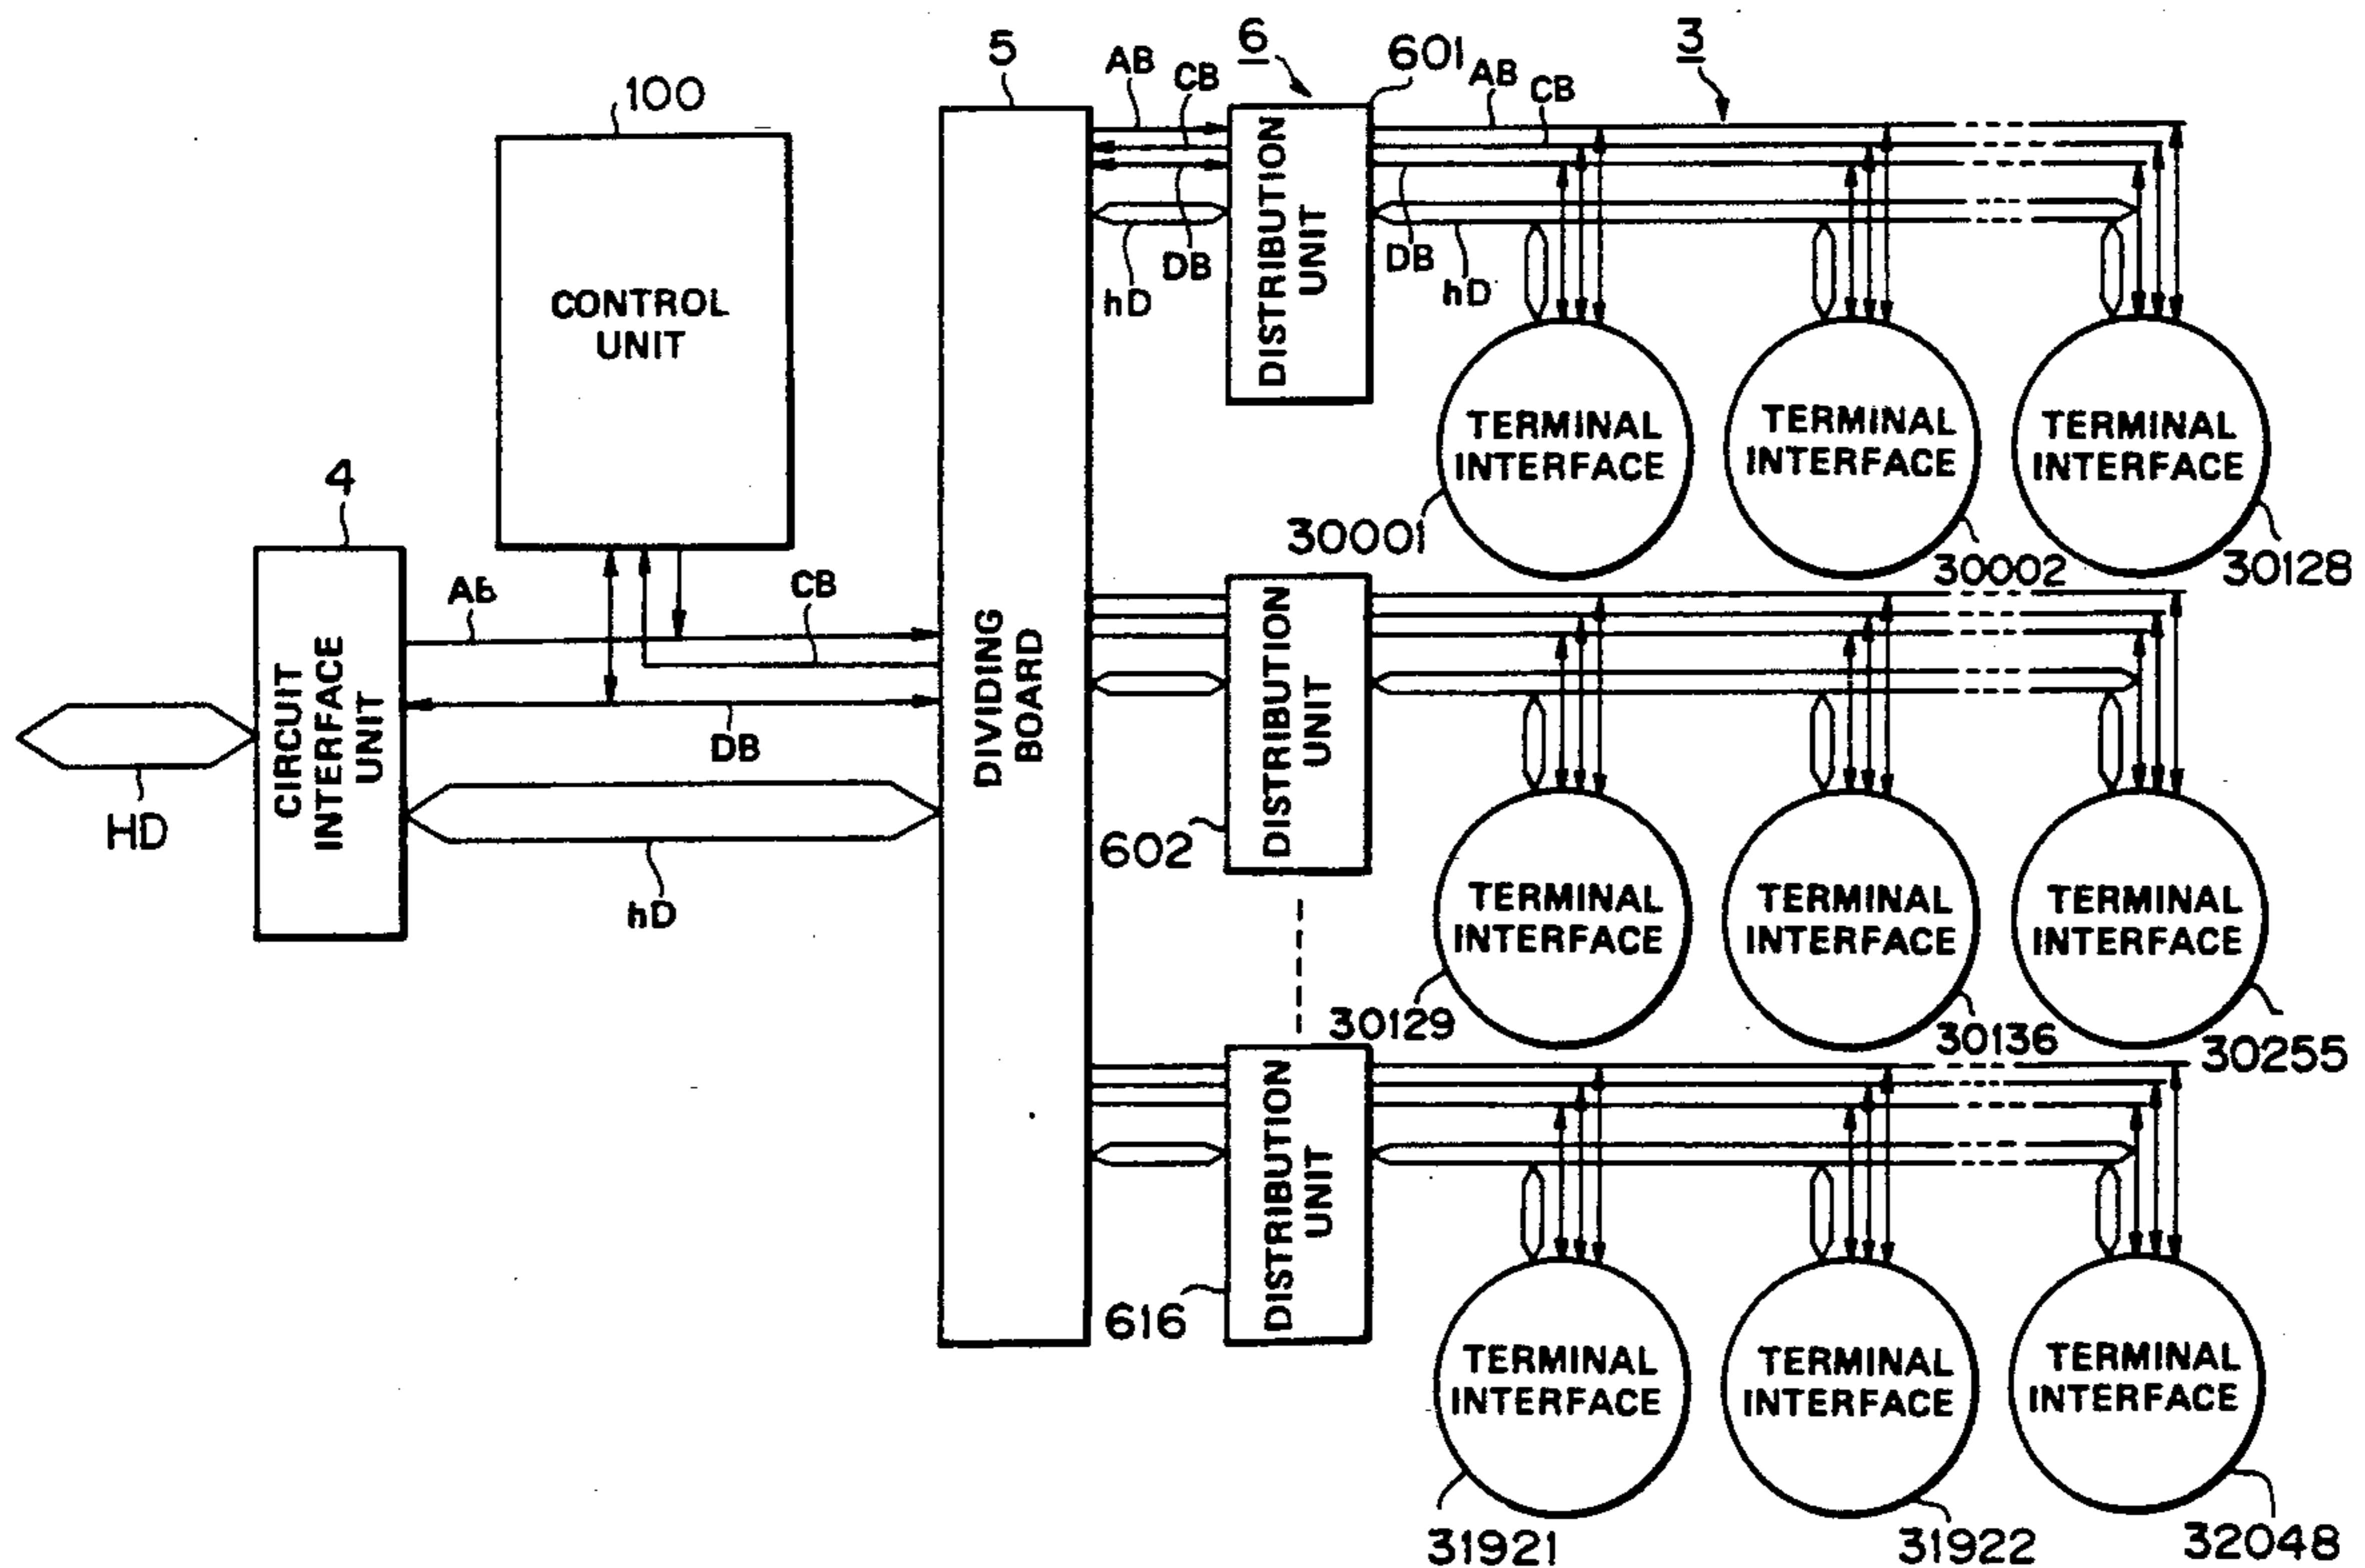 100
CONTROL
UNIT
4
CIRCUIT
INTERFACE
UNIT
HD
AB
CB
DB
hD
5
DIVIDING
BOARD
AB
CB
DB
hD
6
601
DISTRIBUTION
UNIT
AB
CB
DB
hD
3
TERMINAL
INTERFACE
30001
TERMINAL
INTERFACE
30002
TERMINAL
INTERFACE
30128
602
DISTRIBUTION
UNIT
TERMINAL
INTERFACE
30129
TERMINAL
INTERFACE
30136
TERMINAL
INTERFACE
30255
616
DISTRIBUTION
UNIT
TERMINAL
INTERFACE
31921
TERMINAL
INTERFACE
31922
TERMINAL
INTERFACE
32048